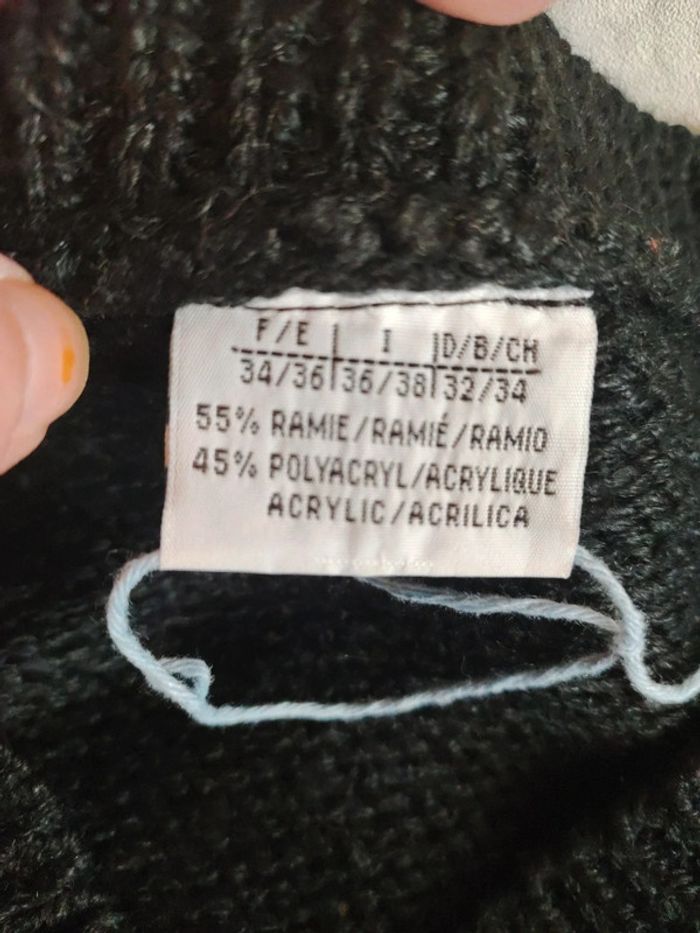 F/E | I | D/B/CH
34/36 | 36/38 | 32/34
55% RAMIE/RAMIÉ/RAMIO
45% POLYACRYL/ACRYLIQUE
ACRYLIC/ACRILICA